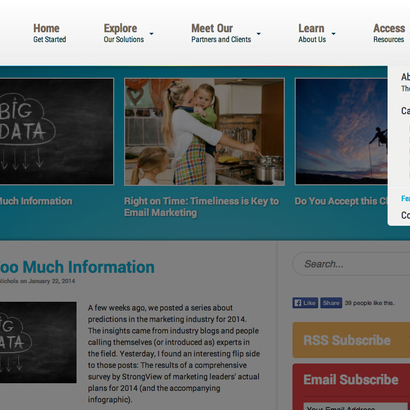 Home
Get Started
Explore
Our Solutions
Meet Our
Partners and Clients
Learn
About Us
Access
Resources
BIG
DATA
Much Information
Right on Time: Timeliness is Key to
Email Marketing
Do You Accept this
oo Much Information
on January 22, 2014
BIG
DATA
A few weeks ago, we posted a series about
predictions in the marketing industry for 2014.
The insights came from industry blogs and people
calling themselves (or introduced as) experts in
the field. Yesterday, I found an interesting flip side
to those posts: The results of a comprehensive
survey by StrongView of marketing leaders' actual
plans for 2014 (and the accompanying
infographic).
Search...
Like
Share
39 people like this.
RSS Subscribe
Email Subscribe
Your Email Address